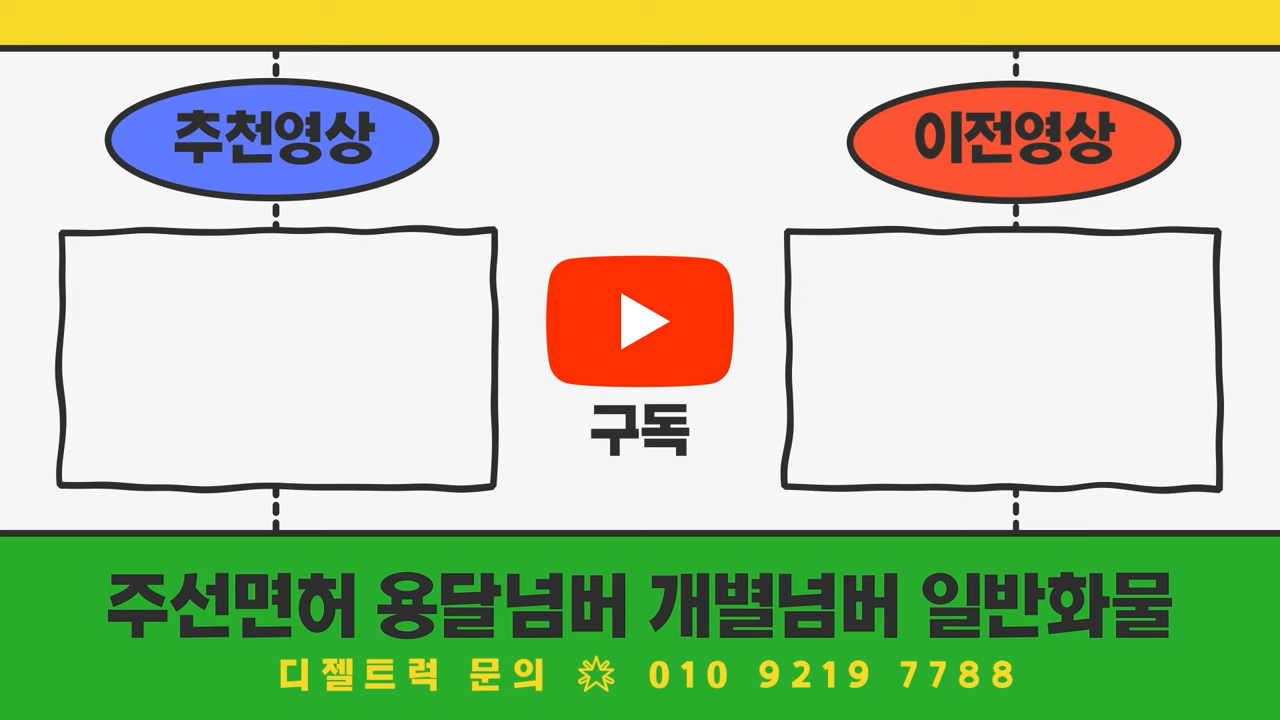 추천영상
이전영상
구독
주선면허 용달넘버 개별넘버 일반화물
디젤트럭 문의 010 9219 7788